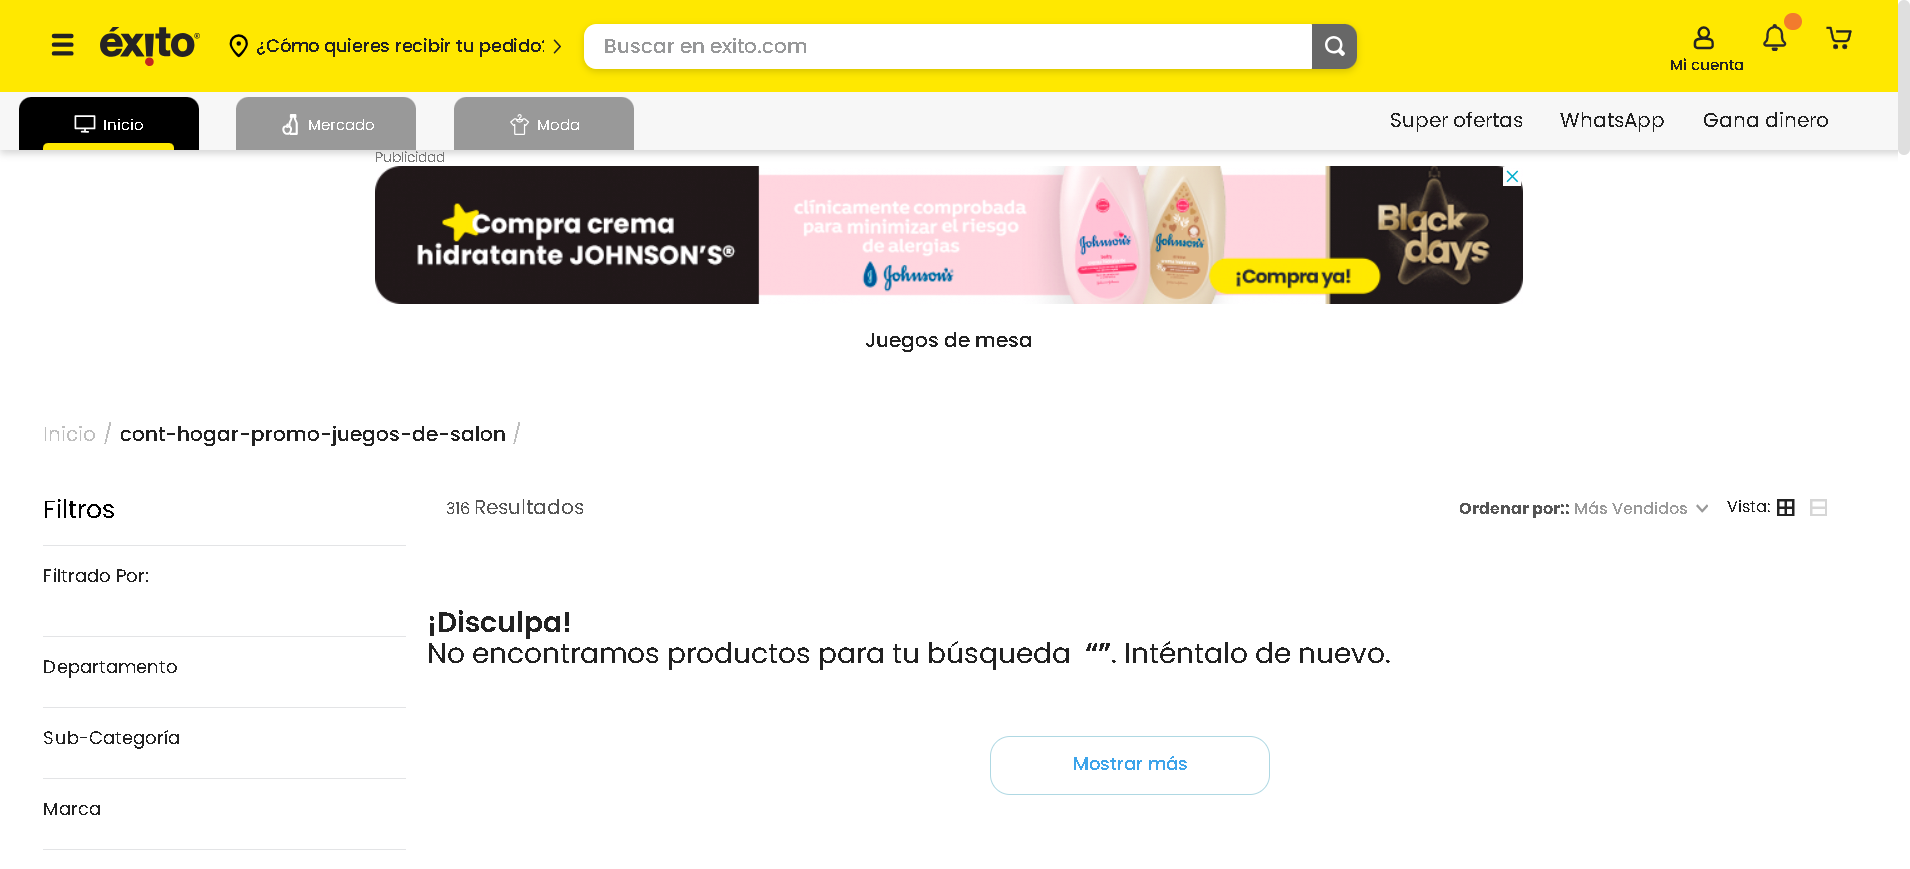 éxito®
¿Cómo quieres recibir tu pedido?
Buscar en exito.com
Mi cuenta
Inicio
Mercado
Moda
Super ofertas
WhatsApp
Gana dinero
Publicidad
Compra crema
hidratante JOHNSON'S®
clínicamente comprobada
para minimizar el riesgo
de alergias
Johnson's
Johnson's
Johnson's
¡Compra ya!
Black
days
Juegos de mesa
Inicio / cont-hogar-promo-juegos-de-salon /
Filtros
316 Resultados
Ordenar por:: Más Vendidos
Vista:
Filtrado Por:
¡Disculpa!
No encontramos productos para tu búsqueda “”. Inténtalo de nuevo.
Departamento
Sub-Categoría
Mostrar más
Marca